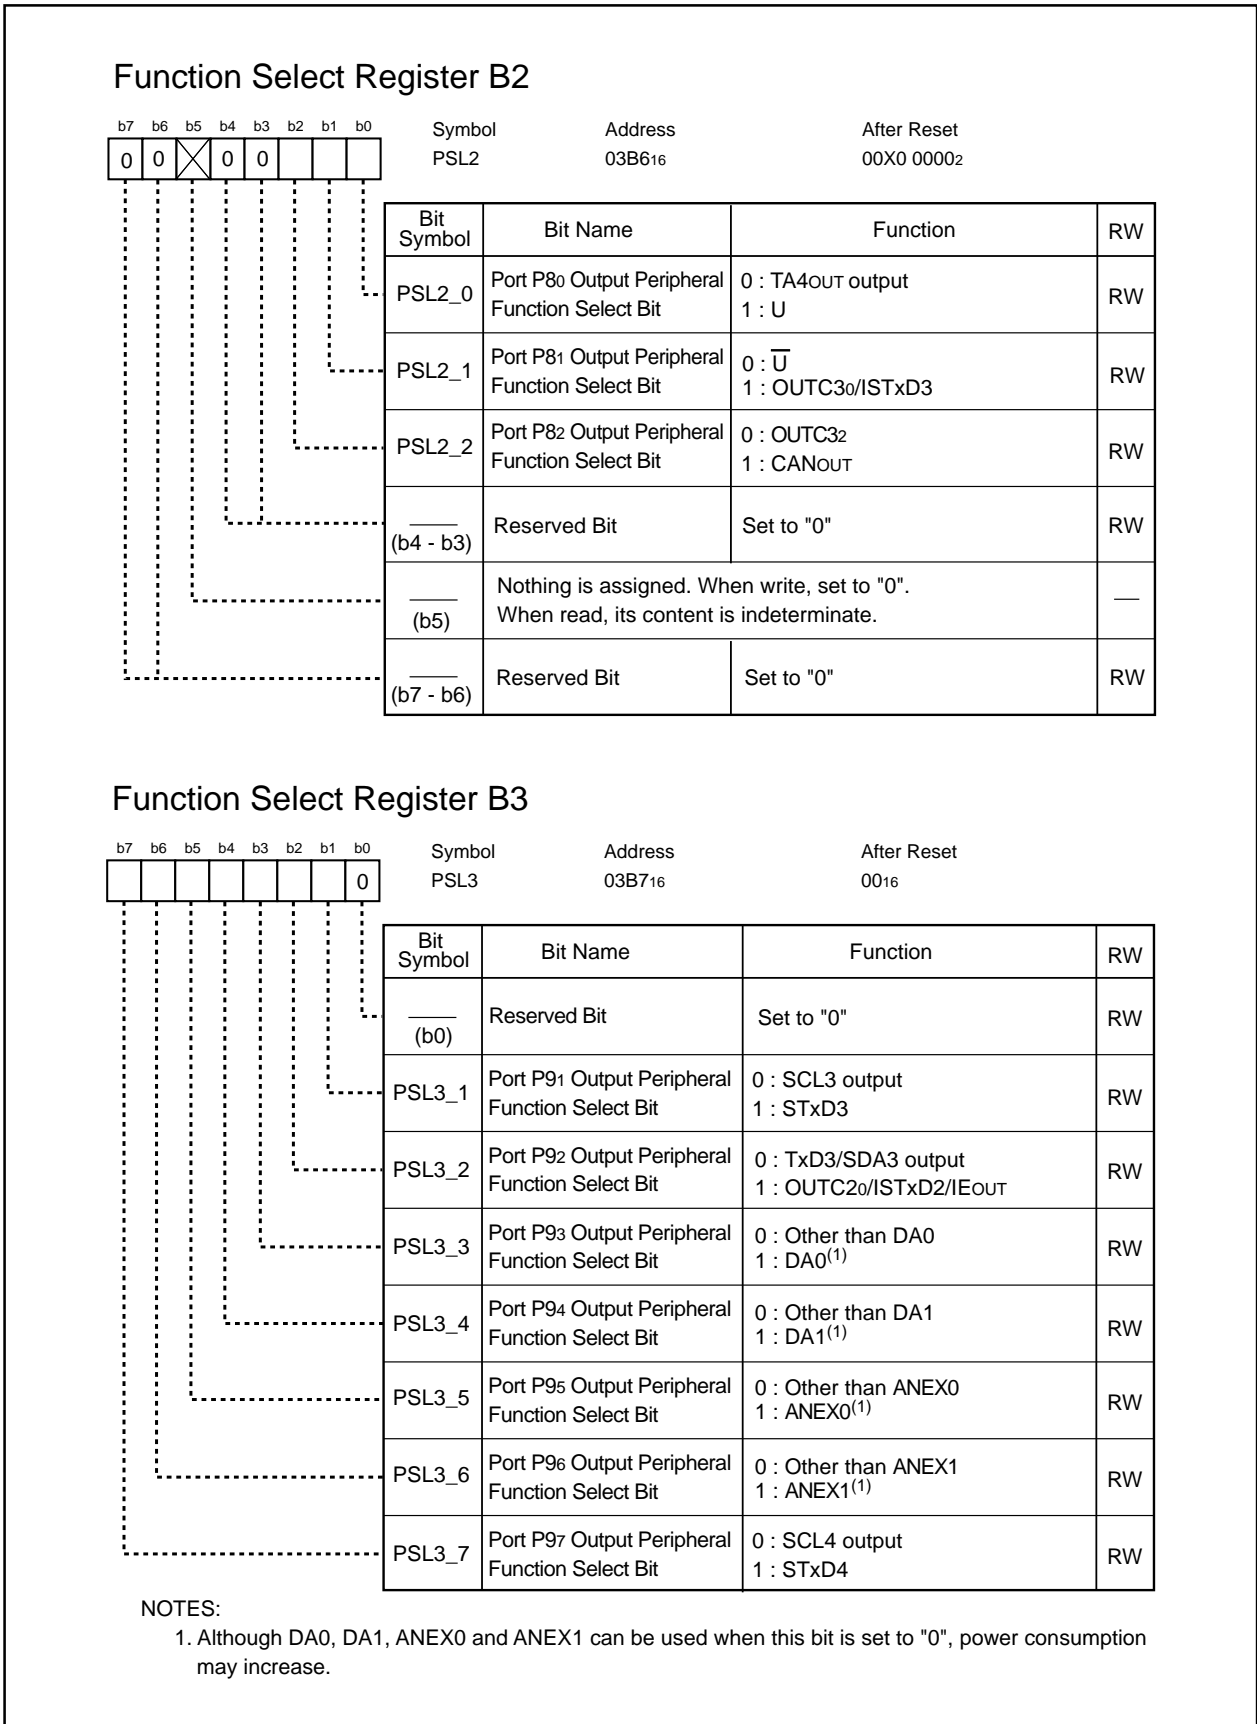 Function Select Register B2
b7 b6 b5 b4 b3 b2 b1 b0
Symbol Address After Reset
0 0 0 0
PSL2 03B616 00X0 00002
Bit Symbol Bit Name Function RW
PSL2_0 Port P80 Output Peripheral Function Select Bit 0 : TA4OUT output 1 : U RW
PSL2_1 Port P81 Output Peripheral Function Select Bit 0 : U̅ 1 : OUTC30/ISTxD3 RW
PSL2_2 Port P82 Output Peripheral Function Select Bit 0 : OUTC32 1 : CANOUT RW
(b4 - b3) Reserved Bit Set to "0" RW
(b5) Nothing is assigned. When write, set to "0". When read, its content is indeterminate. —
(b7 - b6) Reserved Bit Set to "0" RW
Function Select Register B3
b7 b6 b5 b4 b3 b2 b1 b0
Symbol Address After Reset
0
PSL3 03B716 0016
Bit Symbol Bit Name Function RW
(b0) Reserved Bit Set to "0" RW
PSL3_1 Port P91 Output Peripheral Function Select Bit 0 : SCL3 output 1 : STxD3 RW
PSL3_2 Port P92 Output Peripheral Function Select Bit 0 : TxD3/SDA3 output 1 : OUTC20/ISTxD2/IEOUT RW
PSL3_3 Port P93 Output Peripheral Function Select Bit 0 : Other than DA0 1 : DA0(1) RW
PSL3_4 Port P94 Output Peripheral Function Select Bit 0 : Other than DA1 1 : DA1(1) RW
PSL3_5 Port P95 Output Peripheral Function Select Bit 0 : Other than ANEX0 1 : ANEX0(1) RW
PSL3_6 Port P96 Output Peripheral Function Select Bit 0 : Other than ANEX1 1 : ANEX1(1) RW
PSL3_7 Port P97 Output Peripheral Function Select Bit 0 : SCL4 output 1 : STxD4 RW
NOTES:
1. Although DA0, DA1, ANEX0 and ANEX1 can be used when this bit is set to "0", power consumption
may increase.